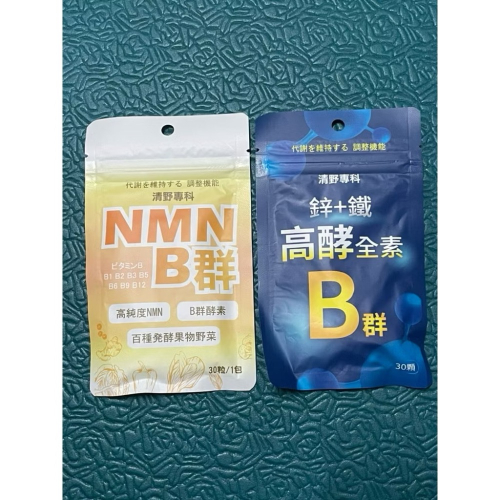 代謝を維持する 調整機能
清野專科
NMN
B群
ビタミンB
B1 B2 B3 B5
B6 B9 B12
高純度NMN
B群酵素
百種発酵果物野菜
30粒/1包
代謝を維持する 調整機能
清野專科
鋅+鐵
高酵全素
B群
30顆